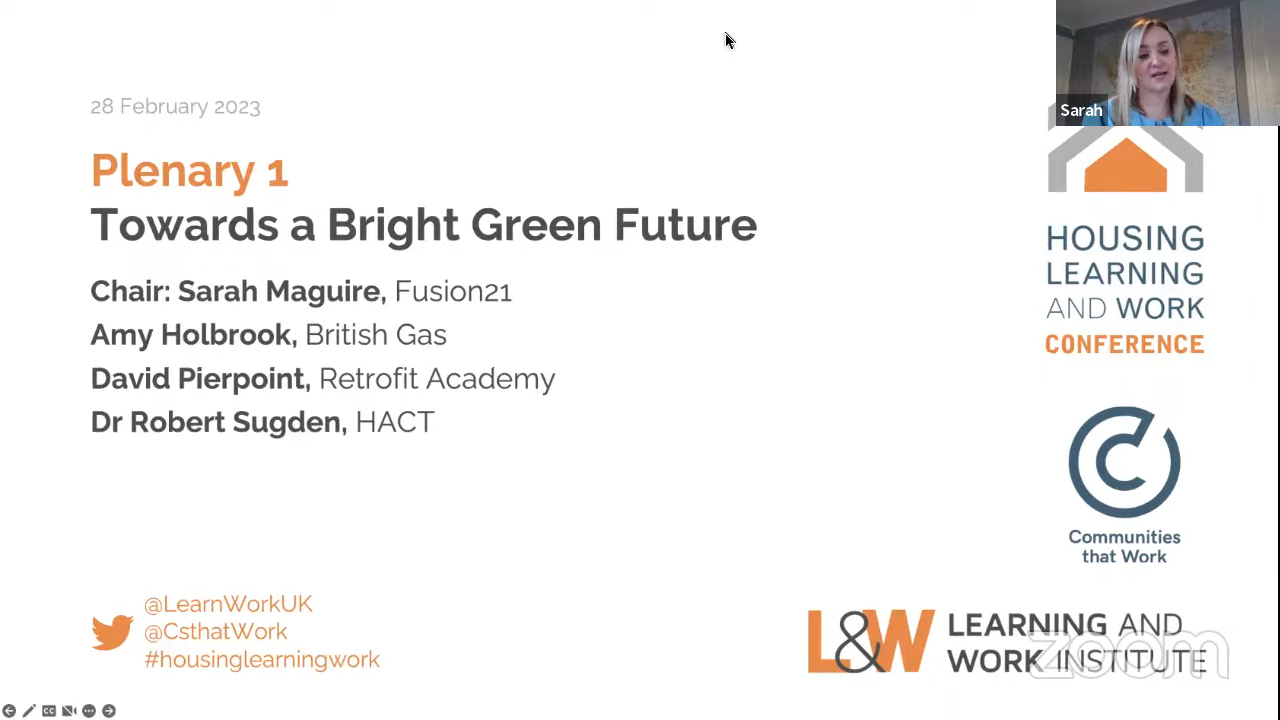 28 February 2023
Plenary 1
Towards a Bright Green Future
Chair: Sarah Maguire, Fusion21
Amy Holbrook, British Gas
David Pierpoint, Retrofit Academy
Dr Robert Sugden, HACT
@LearnWorkUK
@CsthatWork
#housinglearningwork
Sarah
HOUSING
LEARNING
AND WORK
CONFERENCE
Communities
that Work
L&W
LEARNING AND
WORK INSTITUTE
zoom
CC